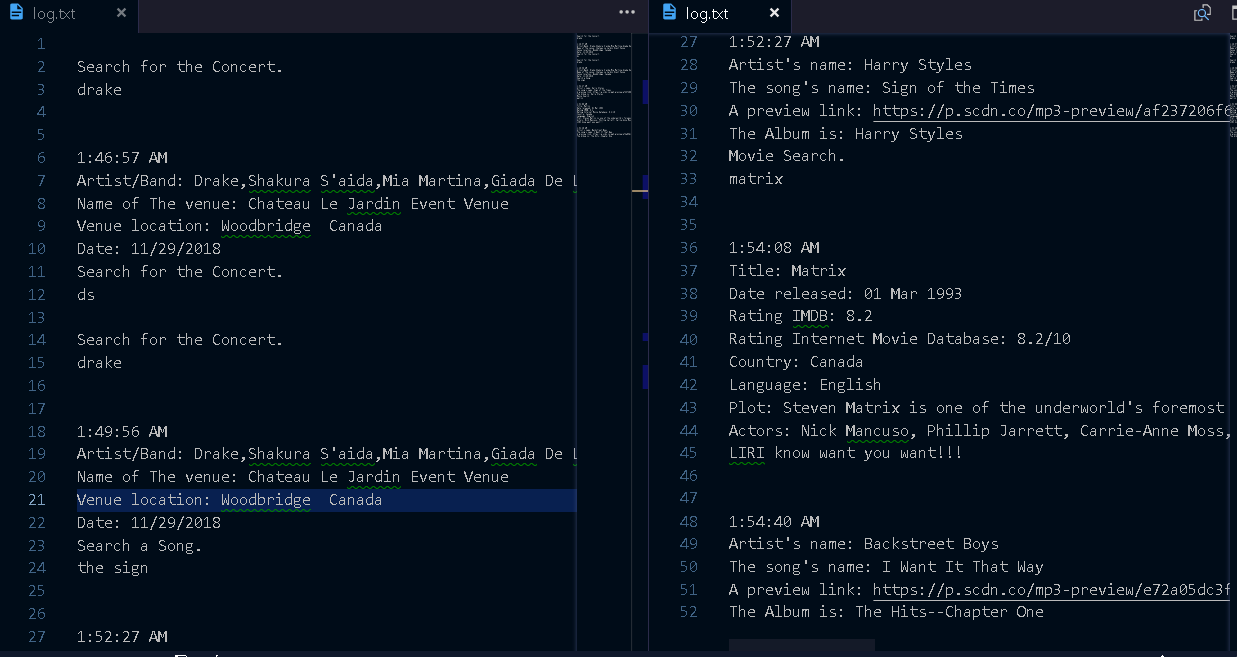 log.txt
1
2 Search for the Concert.
3 drake
4
5
6 1:46:57 AM
7 Artist/Band: Drake,Shakura S'aida,Mia Martina,Giada De
8 Name of The venue: Chateau Le Jardin Event Venue
9 Venue location: Woodbridge  Canada
10 Date: 11/29/2018
11 Search for the Concert.
12 ds
13
14 Search for the Concert.
15 drake
16
17
18 1:49:56 AM
19 Artist/Band: Drake,Shakura S'aida,Mia Martina,Giada De
20 Name of The venue: Chateau Le Jardin Event Venue
21 Venue location: Woodbridge  Canada
22 Date: 11/29/2018
23 Search a Song.
24 the sign
25
26
27 1:52:27 AM
log.txt
27 1:52:27 AM
28 Artist's name: Harry Styles
29 The song's name: Sign of the Times
30 A preview link: https://p.scdn.co/mp3-preview/af237206f6
31 The Album is: Harry Styles
32 Movie Search.
33 matrix
34
35
36 1:54:08 AM
37 Title: Matrix
38 Date released: 01 Mar 1993
39 Rating IMDB: 8.2
40 Rating Internet Movie Database: 8.2/10
41 Country: Canada
42 Language: English
43 Plot: Steven Matrix is one of the underworld's foremost
44 Actors: Nick Mancuso, Phillip Jarrett, Carrie-Anne Moss,
45 LIRI know want you want!!!
46
47
48 1:54:40 AM
49 Artist's name: Backstreet Boys
50 The song's name: I Want It That Way
51 A preview link: https://p.scdn.co/mp3-preview/e72a05dc3f
52 The Album is: The Hits--Chapter One